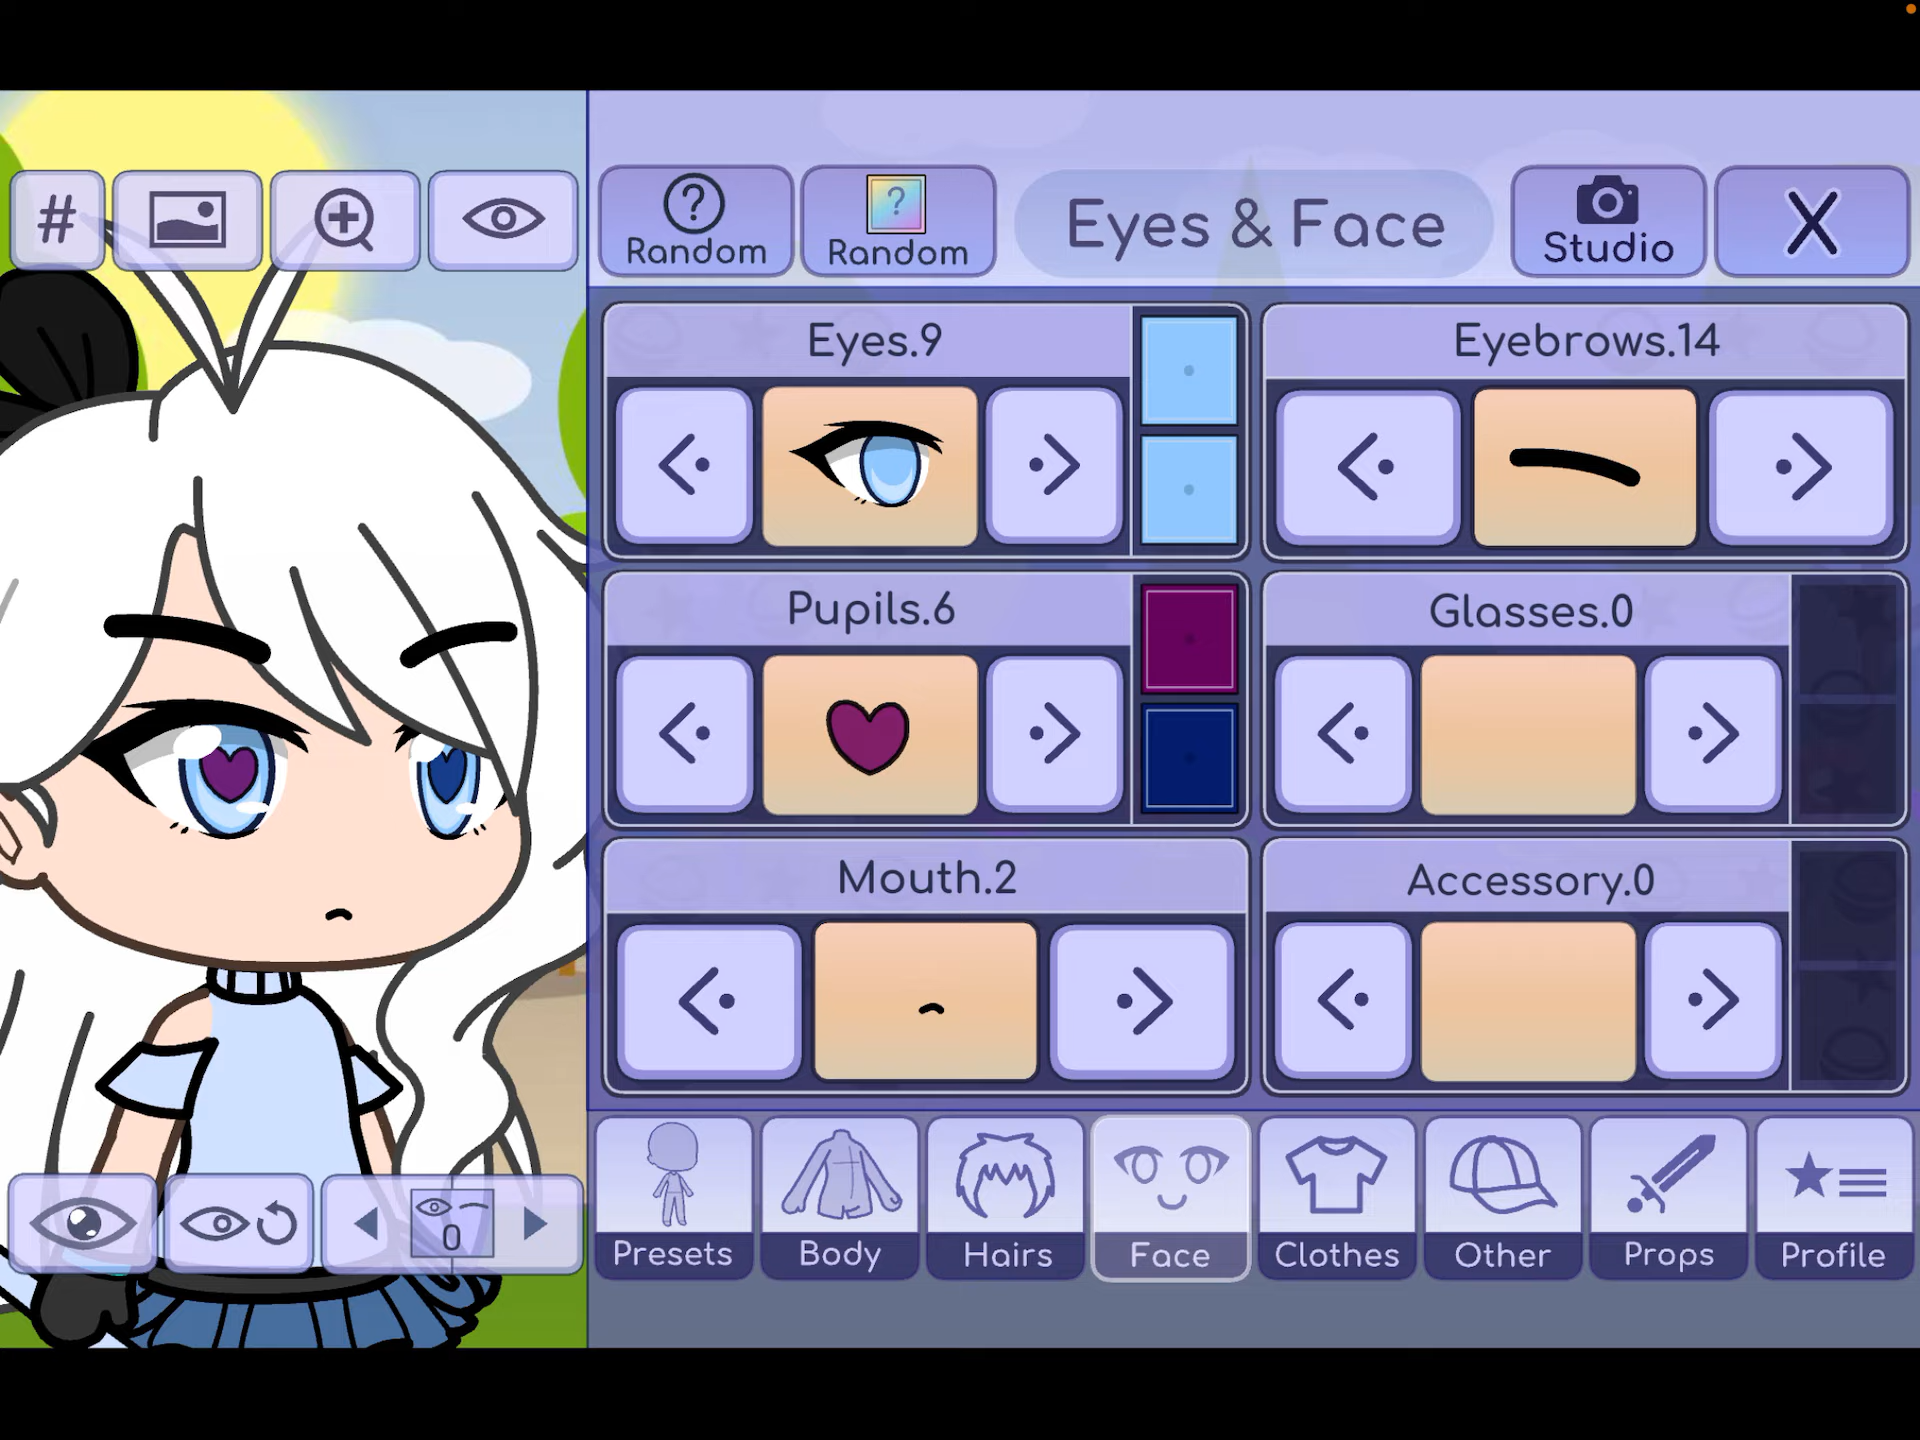 #
?
Random
?
Random
Eyes & Face
Studio
X
Eyes.9
Eyebrows.14
Pupils.6
Glasses.0
Mouth.2
Accessory.0
0
Presets
Body
Hairs
Face
Clothes
Other
Props
Profile